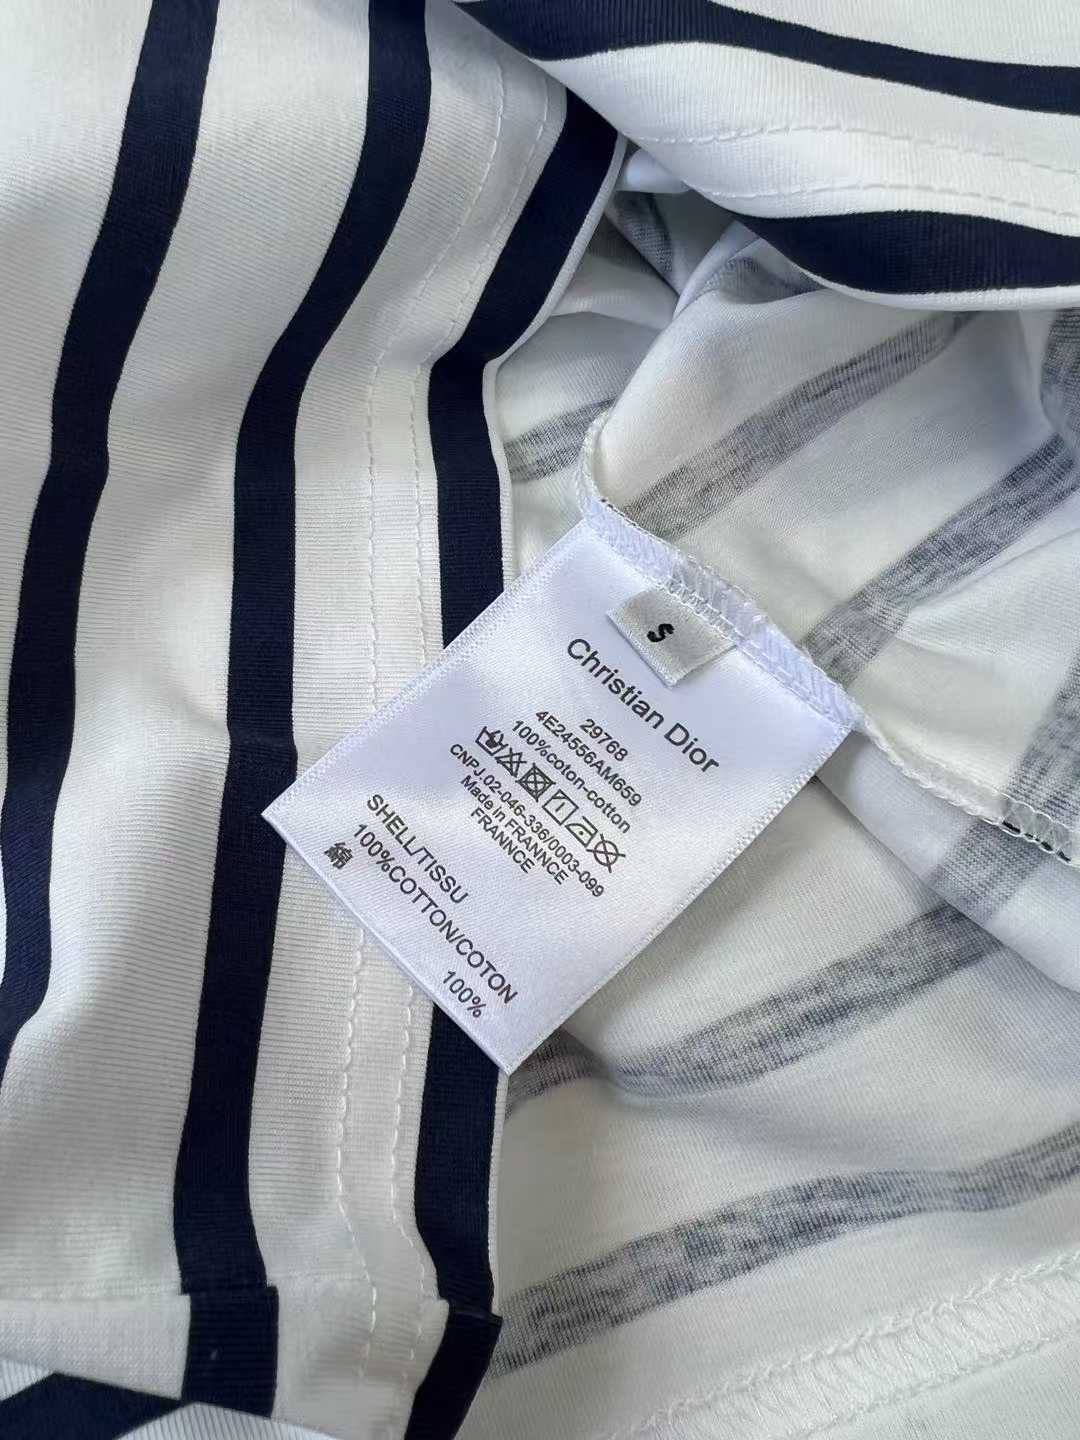 S
Christian Dior
29768
4E24556AM659
100%coton-cotton
CNPJ.02-046-336/0003-099
Made in FRANNCE
FRANNCE
SHELL/TISSU
100%COTTON/COTON
綿 100%